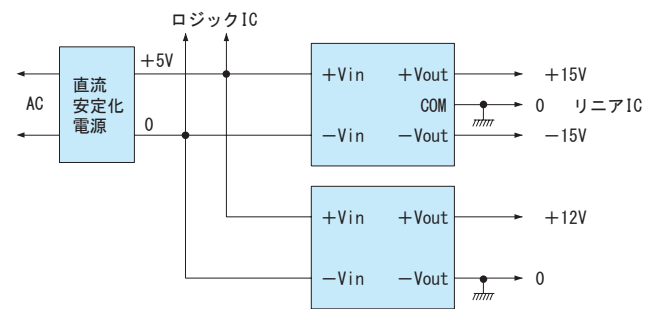 ロジックIC
+5V
直流
安定化
電源
AC
0
+Vin +Vout
COM
−Vin −Vout
+15V
0 リニアIC
−15V
+Vin +Vout
−Vin −Vout
+12V
0